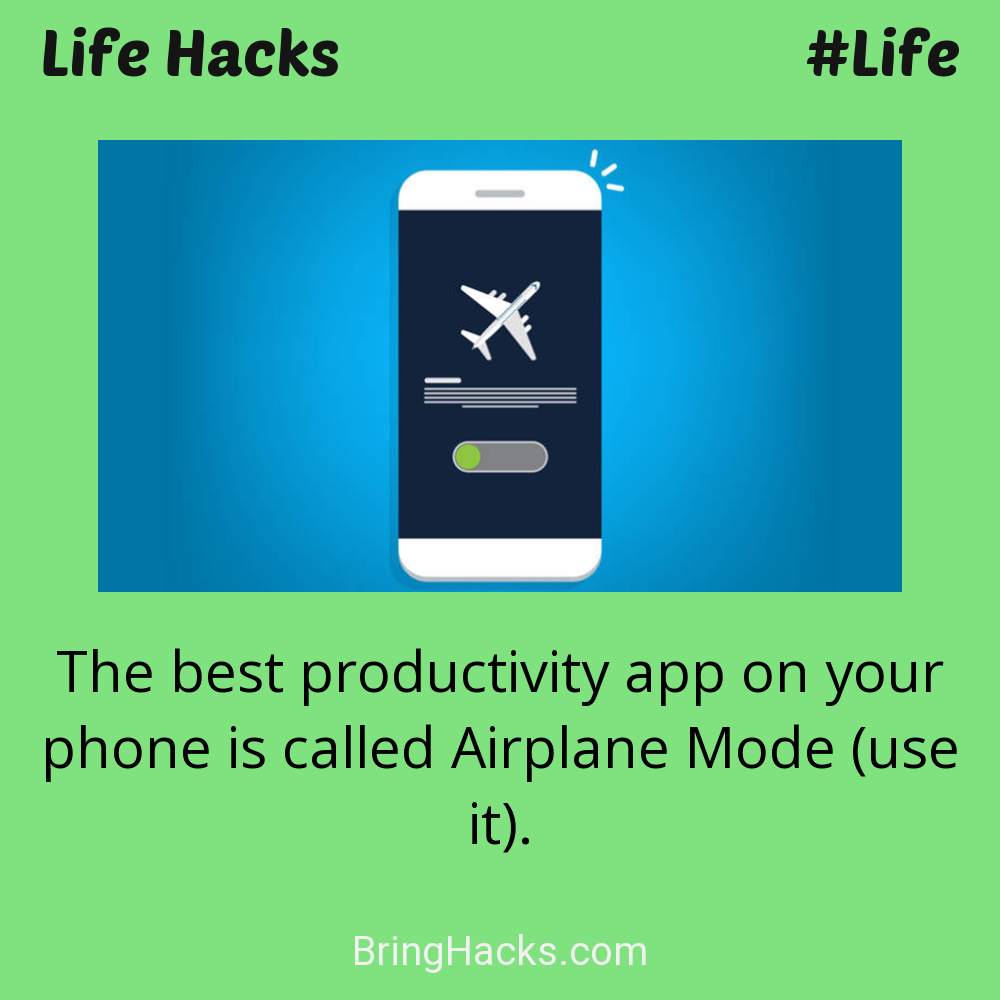 Life Hacks
#Life
The best productivity app on your
phone is called Airplane Mode (use
it).
BringHacks.com